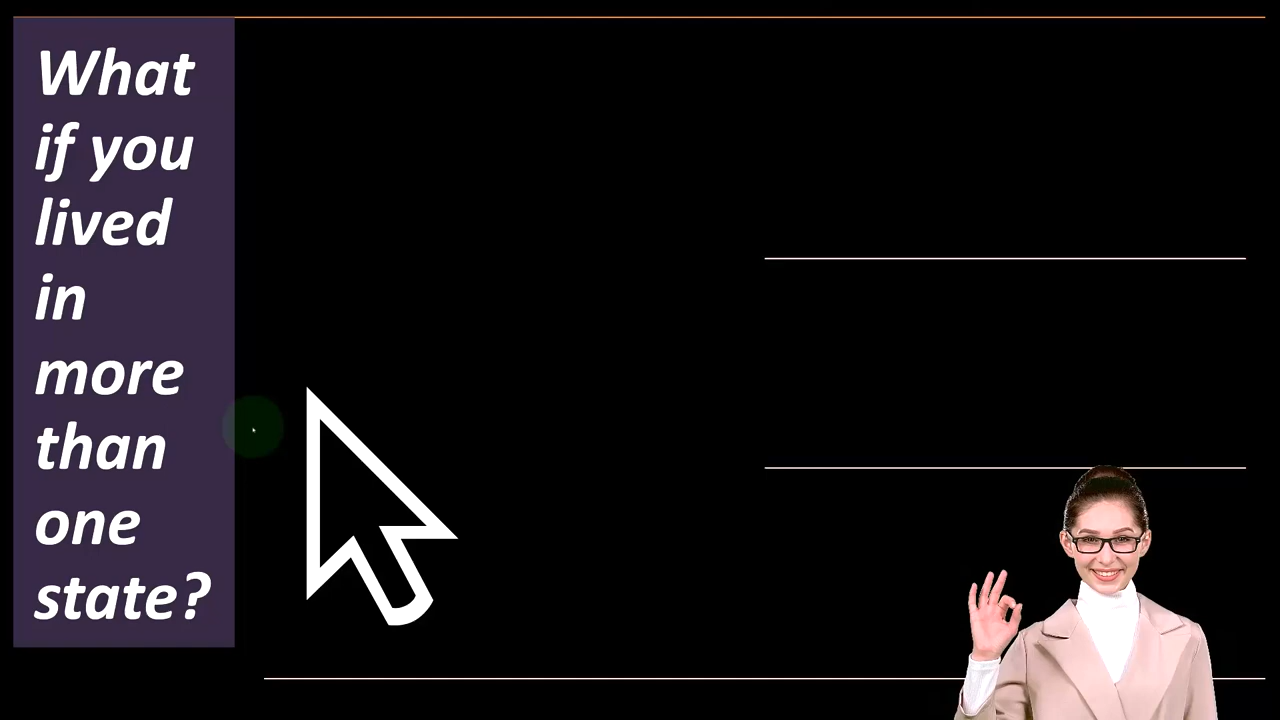 What
if you
lived
in
more
than
one
state?